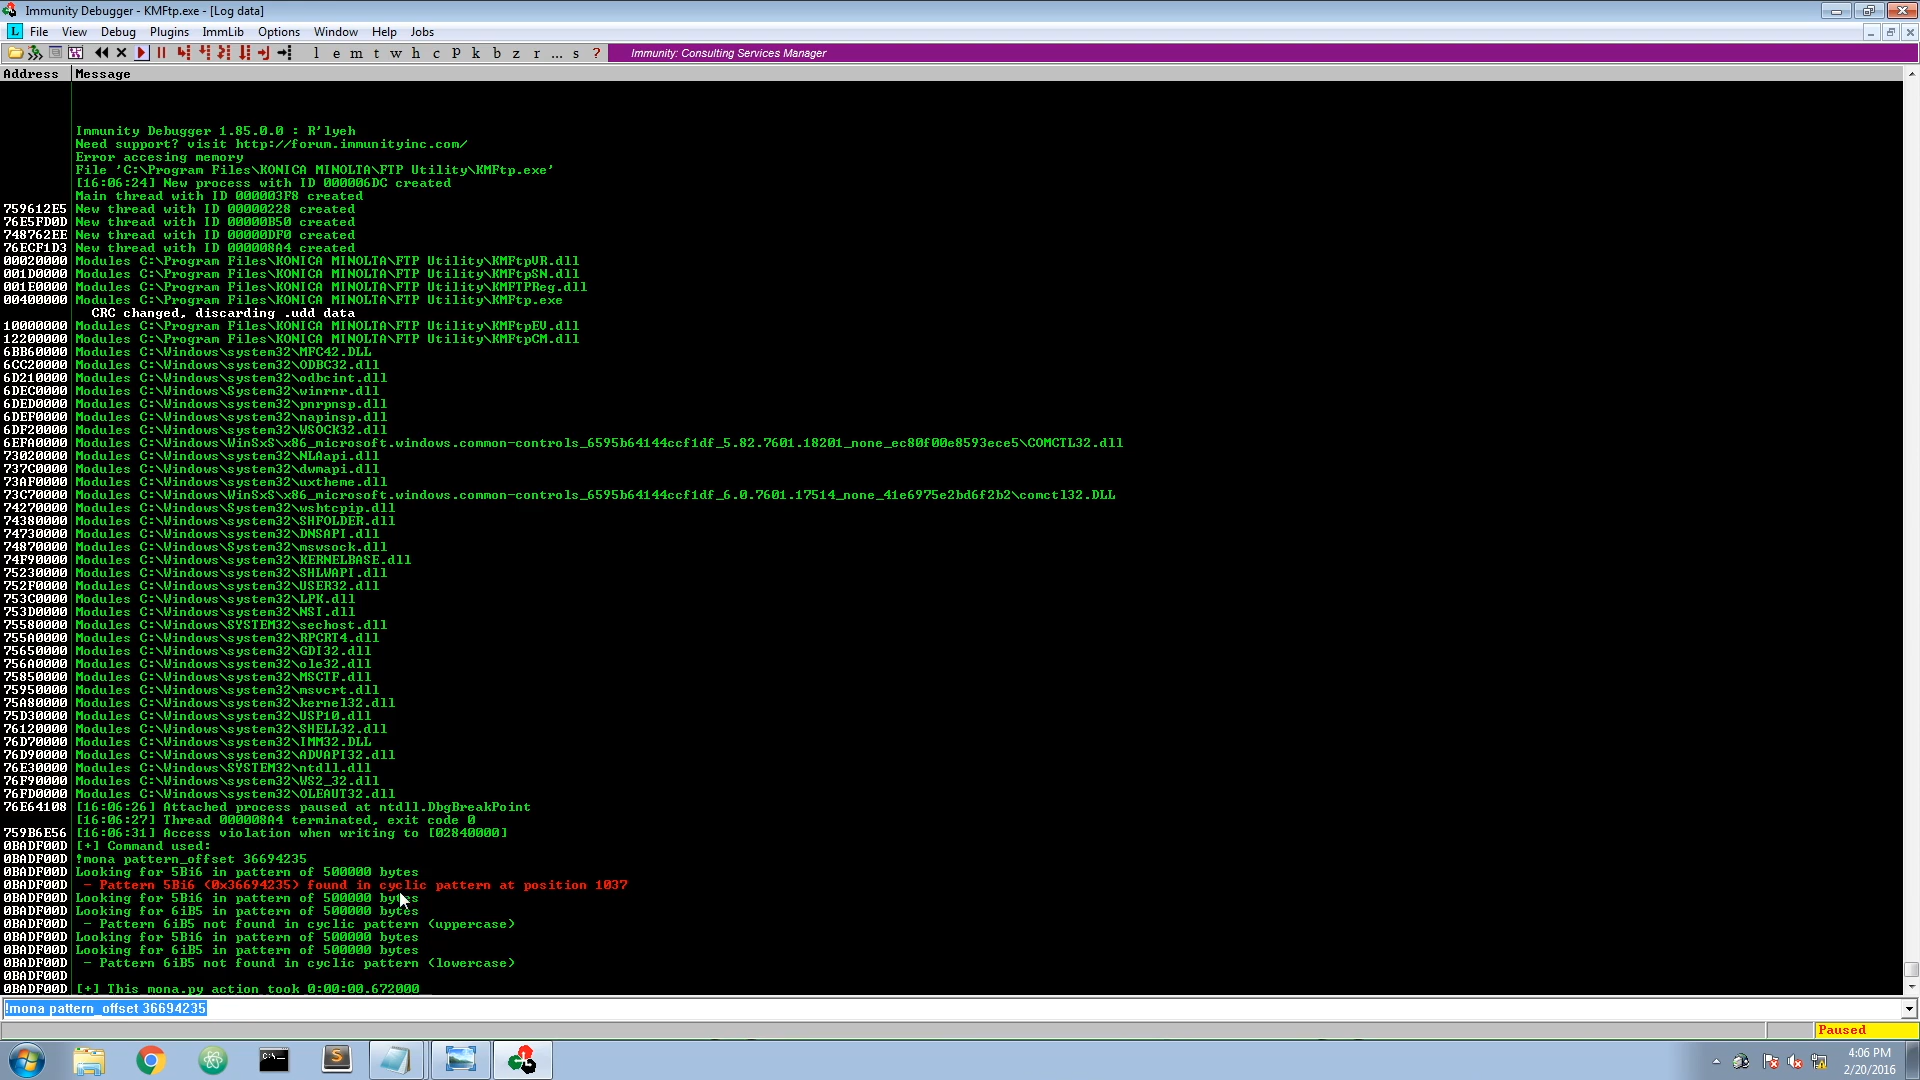 Immunity Debugger - KMFtp.exe - [Log data]
L File View Debug Plugins ImmLib Options Window Help Jobs
l e m t w h c P k b z r ... s ? Immunity: Consulting Services Manager
Address Message
Immunity Debugger 1.85.0.0 : R'lyeh
Need support? visit http://forum.immunityinc.com/
Error accesing memory
File 'C:\Program Files\KONICA MINOLTA\FTP Utility\KMFtp.exe'
[16:06:24] New process with ID 000006DC created
Main thread with ID 000003F8 created
759612E5 New thread with ID 00000228 created
76E5FD0D New thread with ID 00000B50 created
748762EE New thread with ID 00000DF0 created
76ECF1D3 New thread with ID 000008A4 created
00020000 Modules C:\Program Files\KONICA MINOLTA\FTP Utility\KMFtpVR.dll
001D0000 Modules C:\Program Files\KONICA MINOLTA\FTP Utility\KMFtpSN.dll
001E0000 Modules C:\Program Files\KONICA MINOLTA\FTP Utility\KMFTPReg.dll
00400000 Modules C:\Program Files\KONICA MINOLTA\FTP Utility\KMFtp.exe
CRC changed, discarding .udd data
10000000 Modules C:\Program Files\KONICA MINOLTA\FTP Utility\KMFtpEV.dll
12200000 Modules C:\Program Files\KONICA MINOLTA\FTP Utility\KMFtpCM.dll
6BB60000 Modules C:\Windows\system32\MFC42.DLL
6CC20000 Modules C:\Windows\system32\ODBC32.dll
6D210000 Modules C:\Windows\system32\odbcint.dll
6DEC0000 Modules C:\Windows\System32\winrnr.dll
6DED0000 Modules C:\Windows\system32\pnrpnsp.dll
6DEF0000 Modules C:\Windows\system32\napinsp.dll
6DF20000 Modules C:\Windows\system32\WSOCK32.dll
6EFA0000 Modules C:\Windows\WinSxS\x86_microsoft.windows.common-controls_6595b64144ccf1df_5.82.7601.18201_none_ec80f00e8593ece5\COMCTL32.dll
73020000 Modules C:\Windows\system32\NLAapi.dll
737C0000 Modules C:\Windows\system32\dwmapi.dll
73AF0000 Modules C:\Windows\system32\uxtheme.dll
73C70000 Modules C:\Windows\WinSxS\x86_microsoft.windows.common-controls_6595b64144ccf1df_6.0.7601.17514_none_41e6975e2bd6f2b2\comctl32.DLL
74270000 Modules C:\Windows\System32\wshtcpip.dll
74380000 Modules C:\Windows\system32\SHFOLDER.dll
74730000 Modules C:\Windows\system32\DNSAPI.dll
74870000 Modules C:\Windows\System32\mswsock.dll
74F90000 Modules C:\Windows\system32\KERNELBASE.dll
75230000 Modules C:\Windows\system32\SHLWAPI.dll
752F0000 Modules C:\Windows\system32\USER32.dll
753C0000 Modules C:\Windows\system32\LPK.dll
753D0000 Modules C:\Windows\system32\NSI.dll
75580000 Modules C:\Windows\SYSTEM32\sechost.dll
755A0000 Modules C:\Windows\system32\RPCRT4.dll
75650000 Modules C:\Windows\system32\GDI32.dll
756A0000 Modules C:\Windows\system32\ole32.dll
75850000 Modules C:\Windows\system32\MSCTF.dll
75950000 Modules C:\Windows\system32\msvcrt.dll
75A80000 Modules C:\Windows\system32\kernel32.dll
75D30000 Modules C:\Windows\system32\USP10.dll
76120000 Modules C:\Windows\system32\SHELL32.dll
76D70000 Modules C:\Windows\system32\IMM32.DLL
76D90000 Modules C:\Windows\system32\ADVAPI32.dll
76E30000 Modules C:\Windows\SYSTEM32\ntdll.dll
76F90000 Modules C:\Windows\system32\WS2_32.dll
76FD0000 Modules C:\Windows\system32\OLEAUT32.dll
76E64108 [16:06:26] Attached process paused at ntdll.DbgBreakPoint
[16:06:27] Thread 000008A4 terminated, exit code 0
759B6E56 [16:06:31] Access violation when writing to [02840000]
0BADF00D [+] Command used:
0BADF00D !mona pattern_offset 36694235
0BADF00D Looking for 5Bi6 in pattern of 500000 bytes
0BADF00D - Pattern 5Bi6 (0x36694235) found in cyclic pattern at position 1037
0BADF00D Looking for 5Bi6 in pattern of 500000 bytes
0BADF00D Looking for 6iB5 in pattern of 500000 bytes
0BADF00D - Pattern 6iB5 not found in cyclic pattern (uppercase)
0BADF00D Looking for 5Bi6 in pattern of 500000 bytes
0BADF00D Looking for 6iB5 in pattern of 500000 bytes
0BADF00D - Pattern 6iB5 not found in cyclic pattern (lowercase)
0BADF00D
0BADF00D [+] This mona.py action took 0:00:00.672000
!mona pattern_offset 36694235
Paused
4:06 PM
2/20/2016